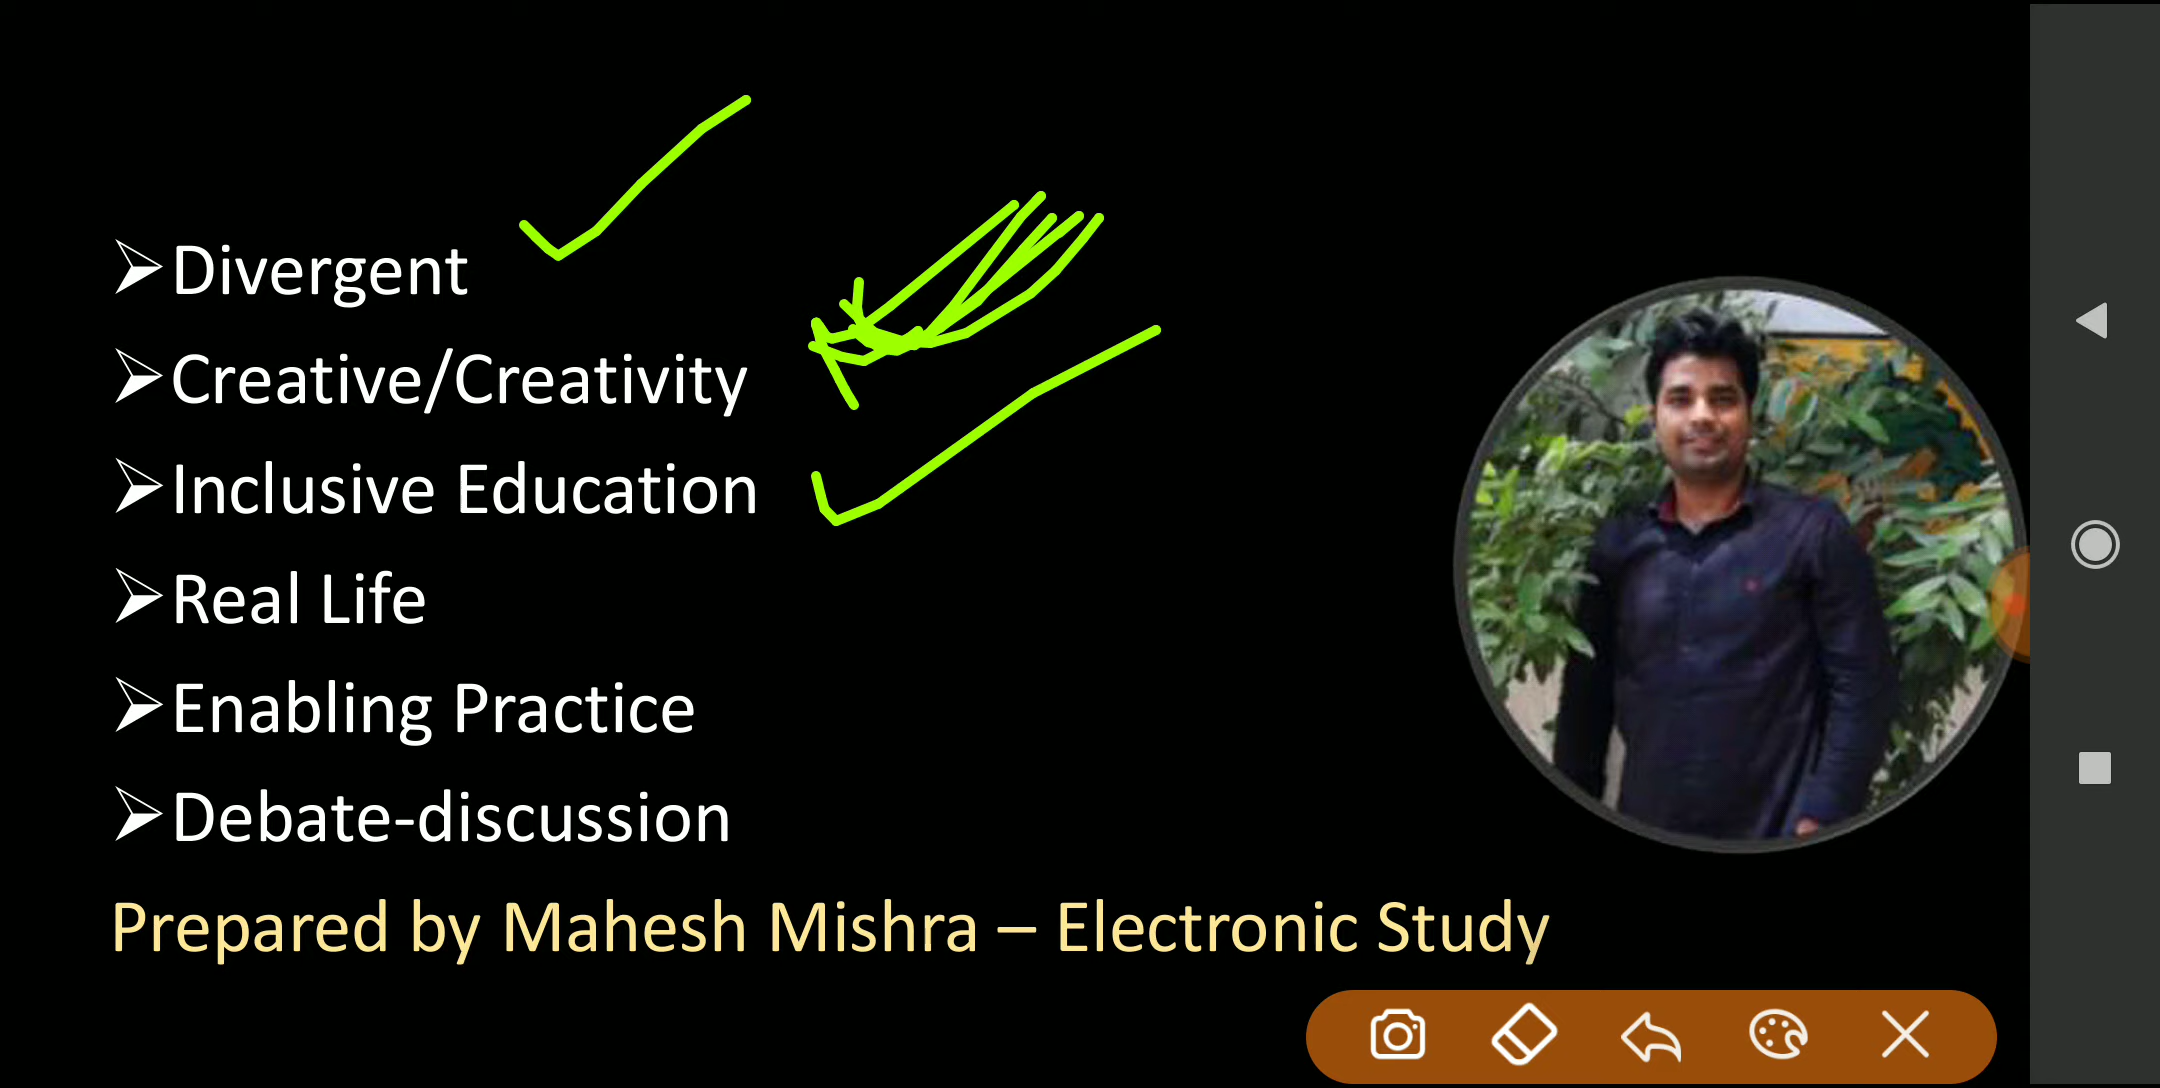 ➢Divergent
➢Creative/Creativity
➢Inclusive Education
➢Real Life
➢Enabling Practice
➢Debate-discussion
Prepared by Mahesh Mishra – Electronic Study